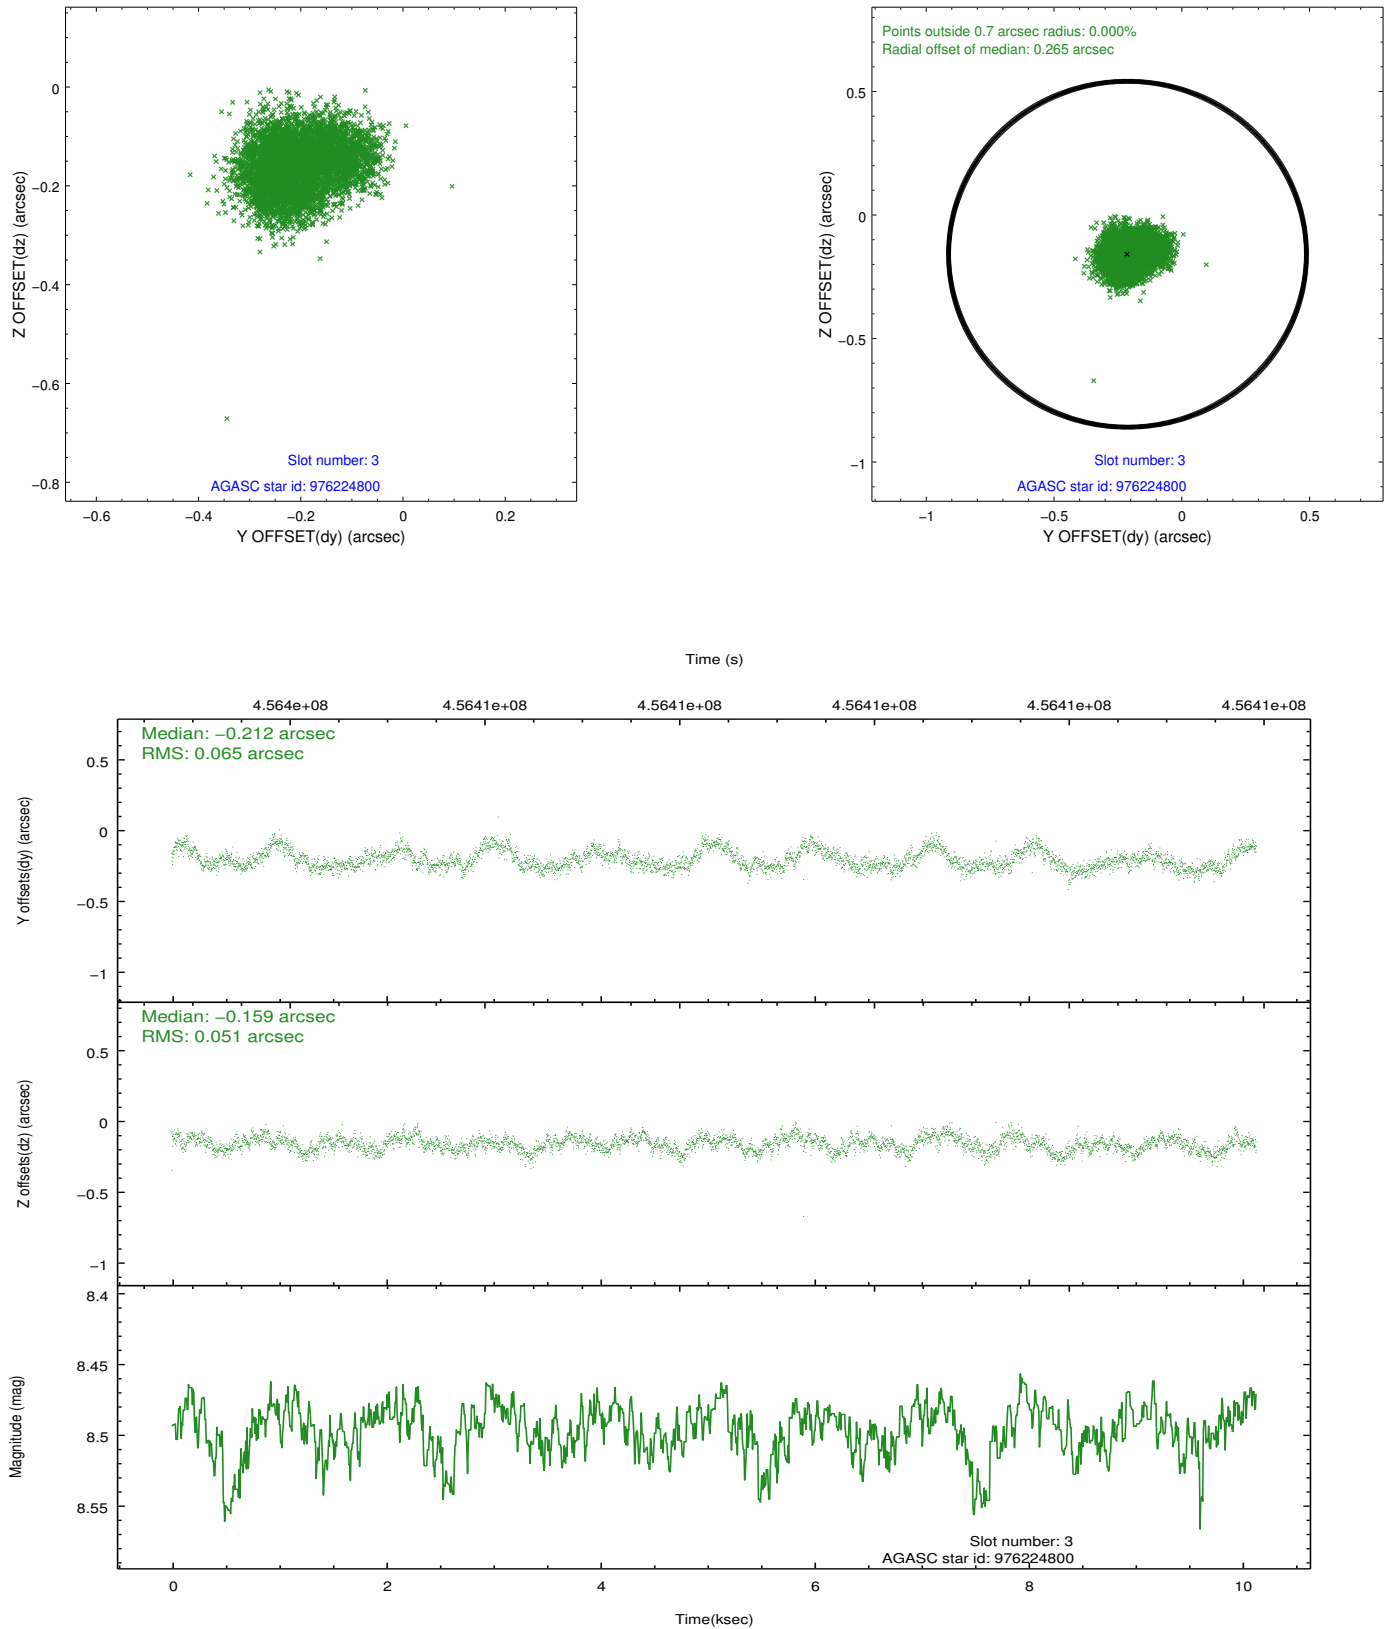 0
−0.2
−0.4
−0.6
−0.8
Z OFFSET(dz) (arcsec)
Slot number: 3
AGASC star id: 976224800
−0.6 −0.4 −0.2 0 0.2
Y OFFSET(dy) (arcsec)
Points outside 0.7 arcsec radius: 0.000%
Radial offset of median: 0.265 arcsec
0.5
0
−0.5
−1
Z OFFSET(dz) (arcsec)
Slot number: 3
AGASC star id: 976224800
−1 −0.5 0 0.5
Y OFFSET(dy) (arcsec)
Time (s)
4.564e+08 4.5641e+08 4.5641e+08 4.5641e+08 4.5641e+08 4.5641e+08
Median: −0.212 arcsec
RMS: 0.065 arcsec
0.5
0
−0.5
−1
Y offsets(dy) (arcsec)
Median: −0.159 arcsec
RMS: 0.051 arcsec
0.5
0
−0.5
−1
Z offsets(dz) (arcsec)
8.4
8.45
8.5
8.55
Magnitude (mag)
Slot number: 3
AGASC star id: 976224800
0 2 4 6 8 10
Time(ksec)